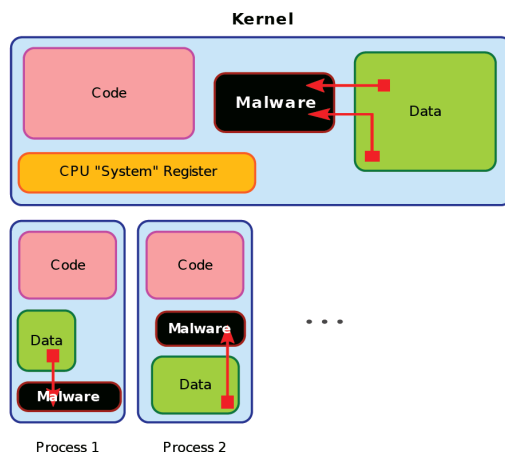 Kernel
Code
Malware
Data
CPU "System" Register
Code
Data
Malware
Code
Malware
Data
. . .
Process 1
Process 2